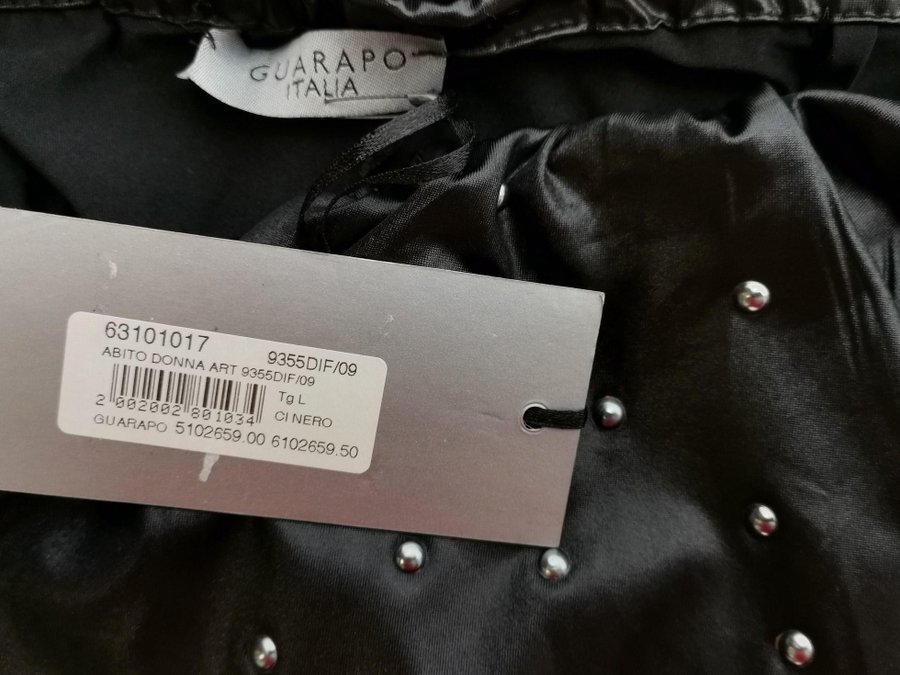 GUARAPO
ITALIA
63101017 9355DIF/09
ABITO DONNA ART 9355DIF/09
Tg L
2 002002 801034 CI NERO
GUARAPO 5102659.00 6102659.50